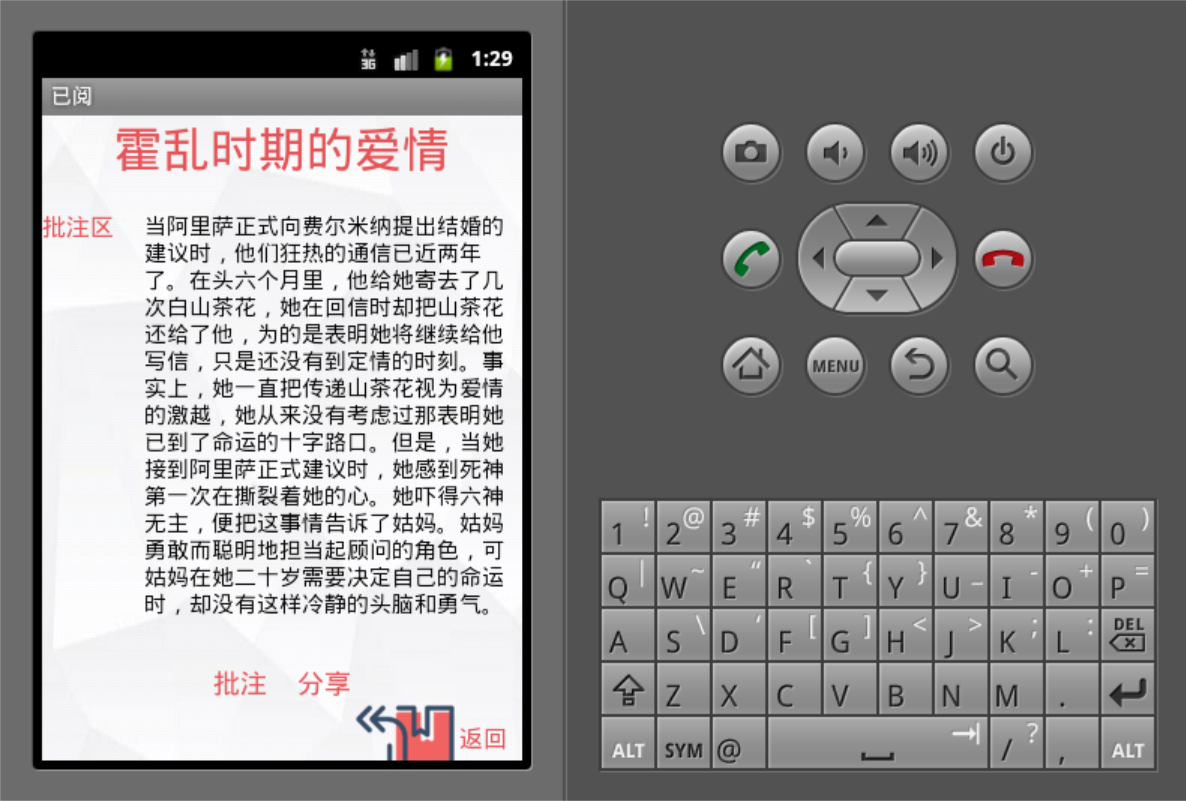 3G 1:29
已阅
霍乱时期的爱情
批注区
当阿里萨正式向费尔米纳提出结婚的
建议时，他们狂热的通信已近两年
了。在头六个月里，他给她寄去了几
次白山茶花，她在回信时却把山茶花
还给了他，为的是表明她将继续给他
写信，只是还没有到定情的时刻。事
实上，她一直把传递山茶花视为爱情
的激越，她从来没有考虑过那表明她
已到了命运的十字路口。但是，当她
接到阿里萨正式建议时，她感到死神
第一次在撕裂着她的心。她吓得六神
无主，便把这事情告诉了姑妈。姑妈
勇敢而聪明地担当起顾问的角色，可
姑妈在她二十岁需要决定自己的命运
时，却没有这样冷静的头脑和勇气。
批注 分享
返回
MENU
1 ! 2 @ 3 # 4 $ 5 % 6 ^ 7 & 8 * 9 ( 0 )
Q | W ~ E “ R ` T { Y } U _ I - O + P =
A S \ D ‘ F [ G ] H < J > K ; L : DEL
Z X C V B N M .
ALT SYM @ / ? , ALT